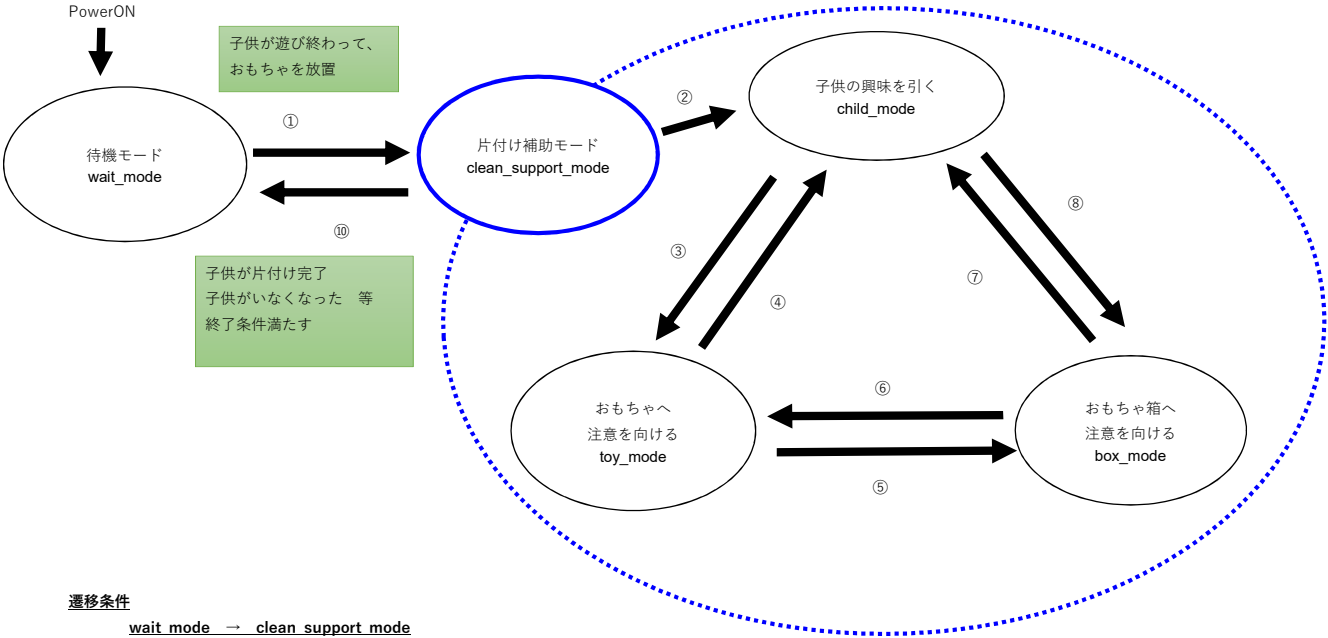 PowerON
子供が遊び終わって、
おもちゃを放置
①
②
子供の興味を引く
child_mode
待機モード
wait_mode
片付け補助モード
clean_support_mode
⑩
③
④
⑦
⑧
子供が片付け完了
子供がいなくなった　等
終了条件満たす
おもちゃへ
注意を向ける
toy_mode
⑥
⑤
おもちゃ箱へ
注意を向ける
box_mode
遷移条件
wait_mode　→　clean_support_mode